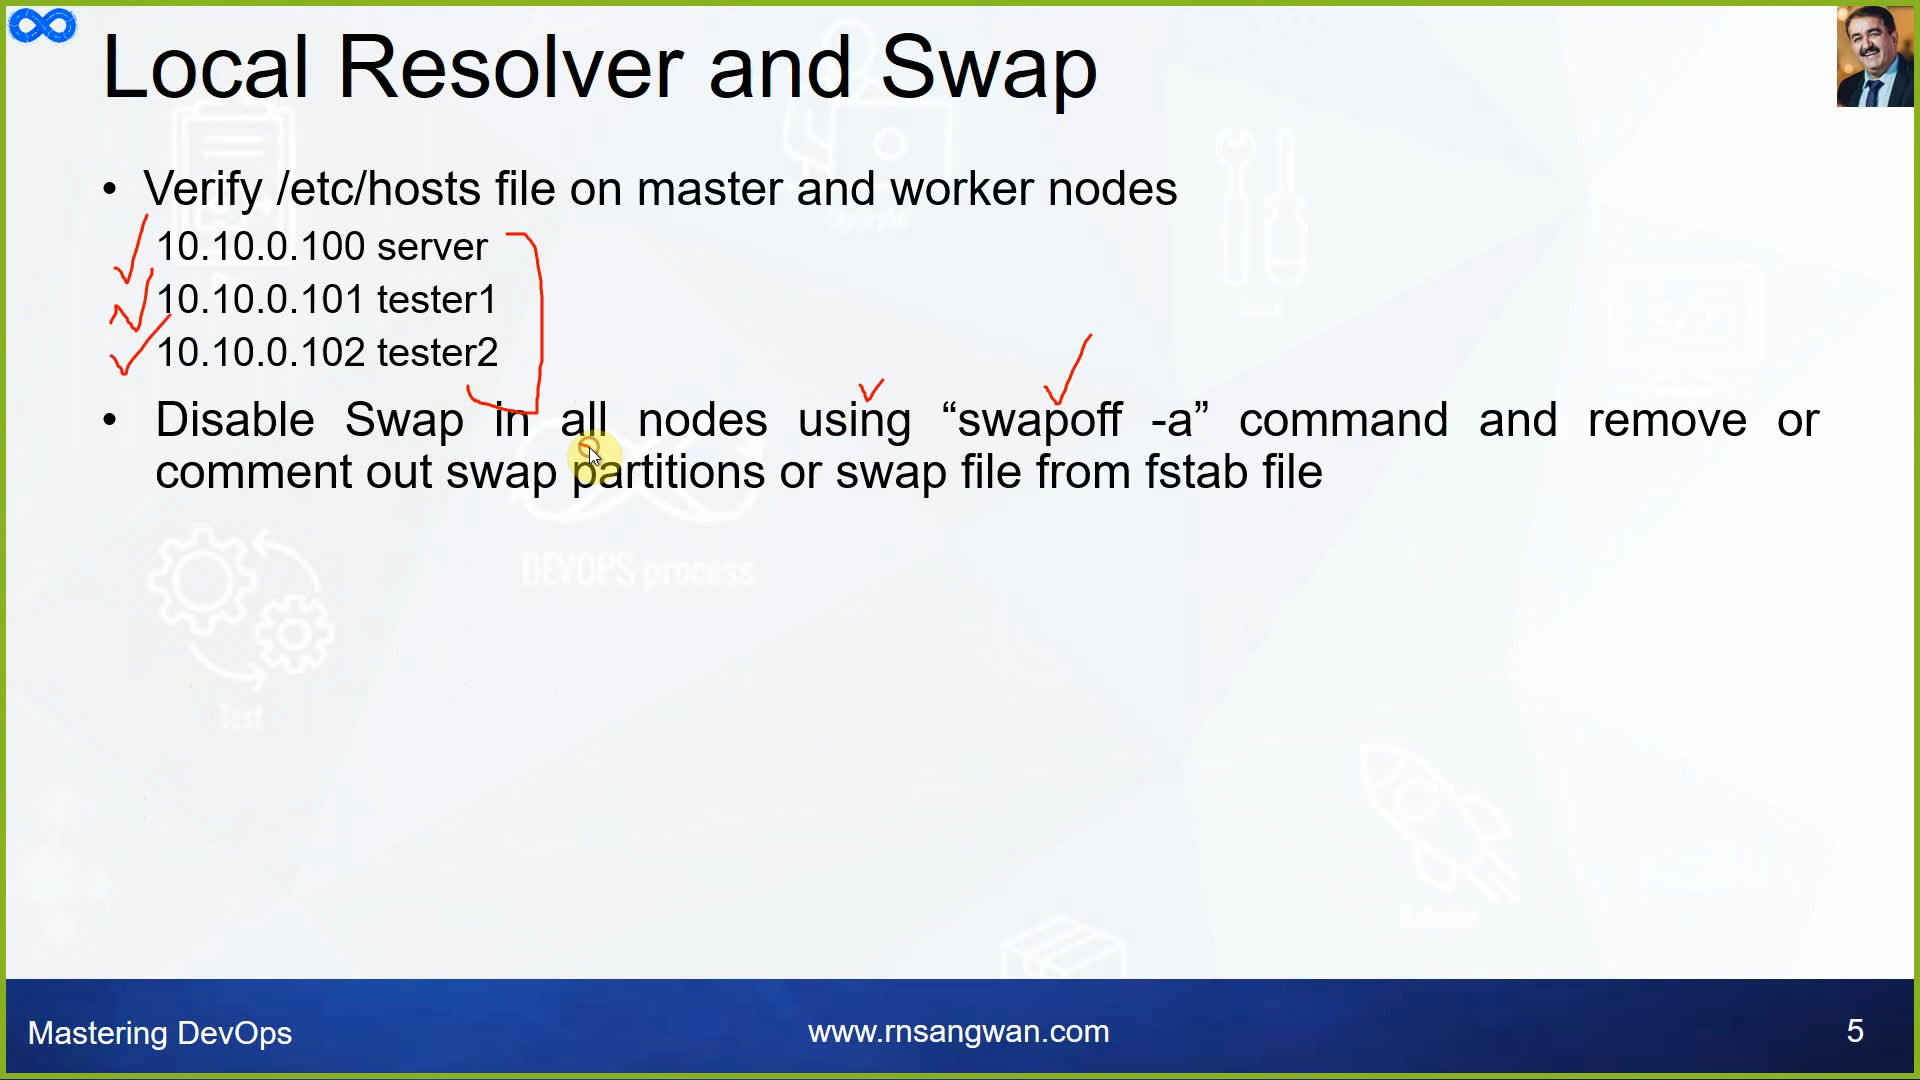 Local Resolver and Swap
• Verify /etc/hosts file on master and worker nodes
10.10.0.100 server
10.10.0.101 tester1
10.10.0.102 tester2
• Disable Swap in all nodes using “swapoff -a” command and remove or
comment out swap partitions or swap file from fstab file
DEVOPS process
Test
Mastering DevOps
www.rnsangwan.com
5